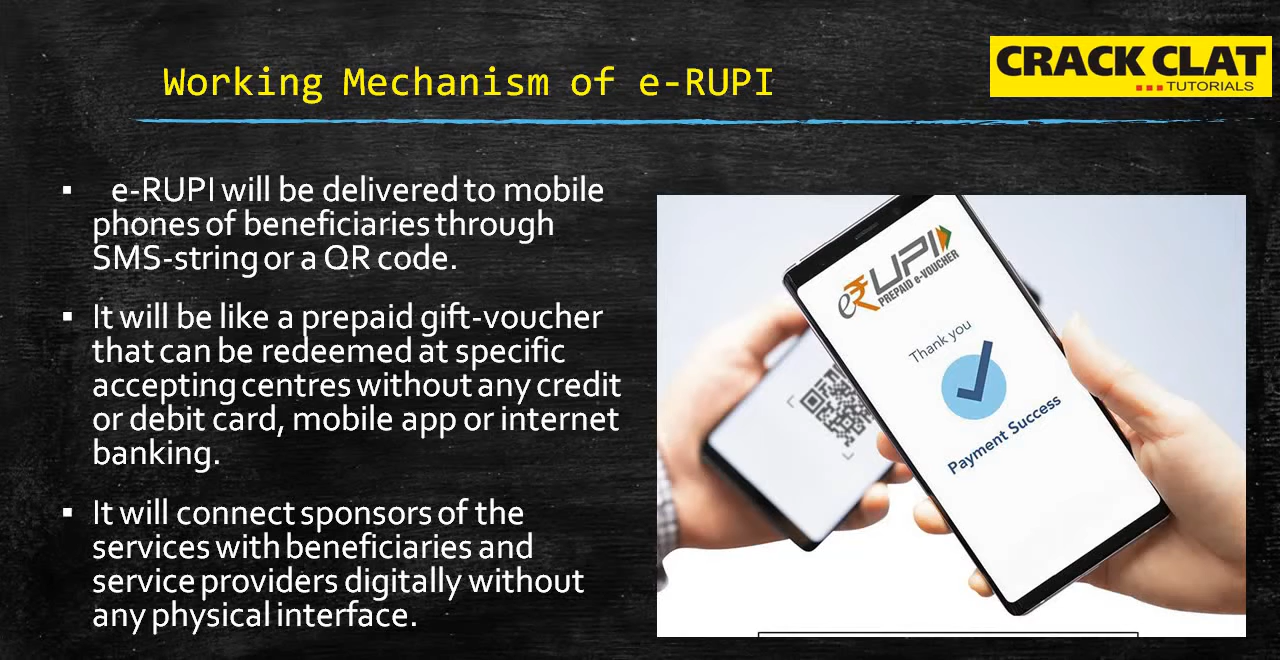 Working Mechanism of e-RUPI
CRACK CLAT
TUTORIALS
▪ e-RUPI will be delivered to mobile
phones of beneficiaries through
SMS-string or a QR code.
▪ It will be like a prepaid gift-voucher
that can be redeemed at specific
accepting centres without any credit
or debit card, mobile app or internet
banking.
▪ It will connect sponsors of the
services with beneficiaries and
service providers digitally without
any physical interface.
e₹UPI
PREPAID e-VOUCHER
Thank you
Payment Success